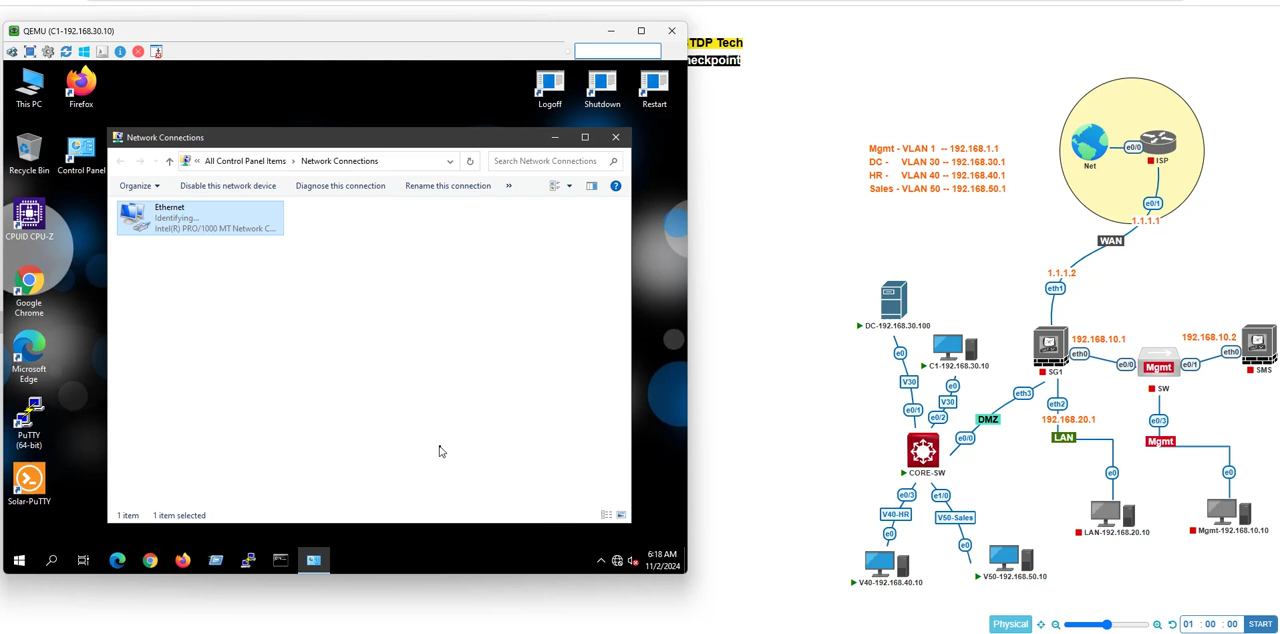 QEMU (C1-192.168.30.10)
TDP Tech
heckpoint
This PC
Firefox
Logoff
Shutdown
Restart
Recycle Bin
Control Panel
CPUID CPU-Z
Google
Chrome
Microsoft
Edge
PuTTY
(64-bit)
Solar-PuTTY
Network Connections
« All Control Panel Items › Network Connections
Search Network Connections
Organize
Disable this network device
Diagnose this connection
Rename this connection
»
Ethernet
Identifying...
Intel(R) PRO/1000 MT Network C...
1 item
1 item selected
6:18 AM
11/2/2024
Mgmt - VLAN 1 -- 192.168.1.1
DC - VLAN 30 -- 192.168.30.1
HR - VLAN 40 -- 192.168.40.1
Sales - VLAN 50 -- 192.168.50.1
Net
e0/0
ISP
e0/1
1.1.1.1
WAN
1.1.1.2
eth1
DC-192.168.30.100
C1-192.168.30.10
SG1
192.168.10.1
eth0
e0/0
Mgmt
SW
e0/1
192.168.10.2
eth0
SMS
e0
V30
e0/1
e0
V30
e0/2
eth3
DMZ
e0/0
CORE-SW
eth2
192.168.20.1
LAN
e0
LAN-192.168.20.10
e0/3
Mgmt
e0
Mgmt-192.168.10.10
e0/3
V40-HR
e0
V40-192.168.40.10
e1/0
V50-Sales
e0
V50-192.168.50.10
Physical
01 : 00 : 00
START